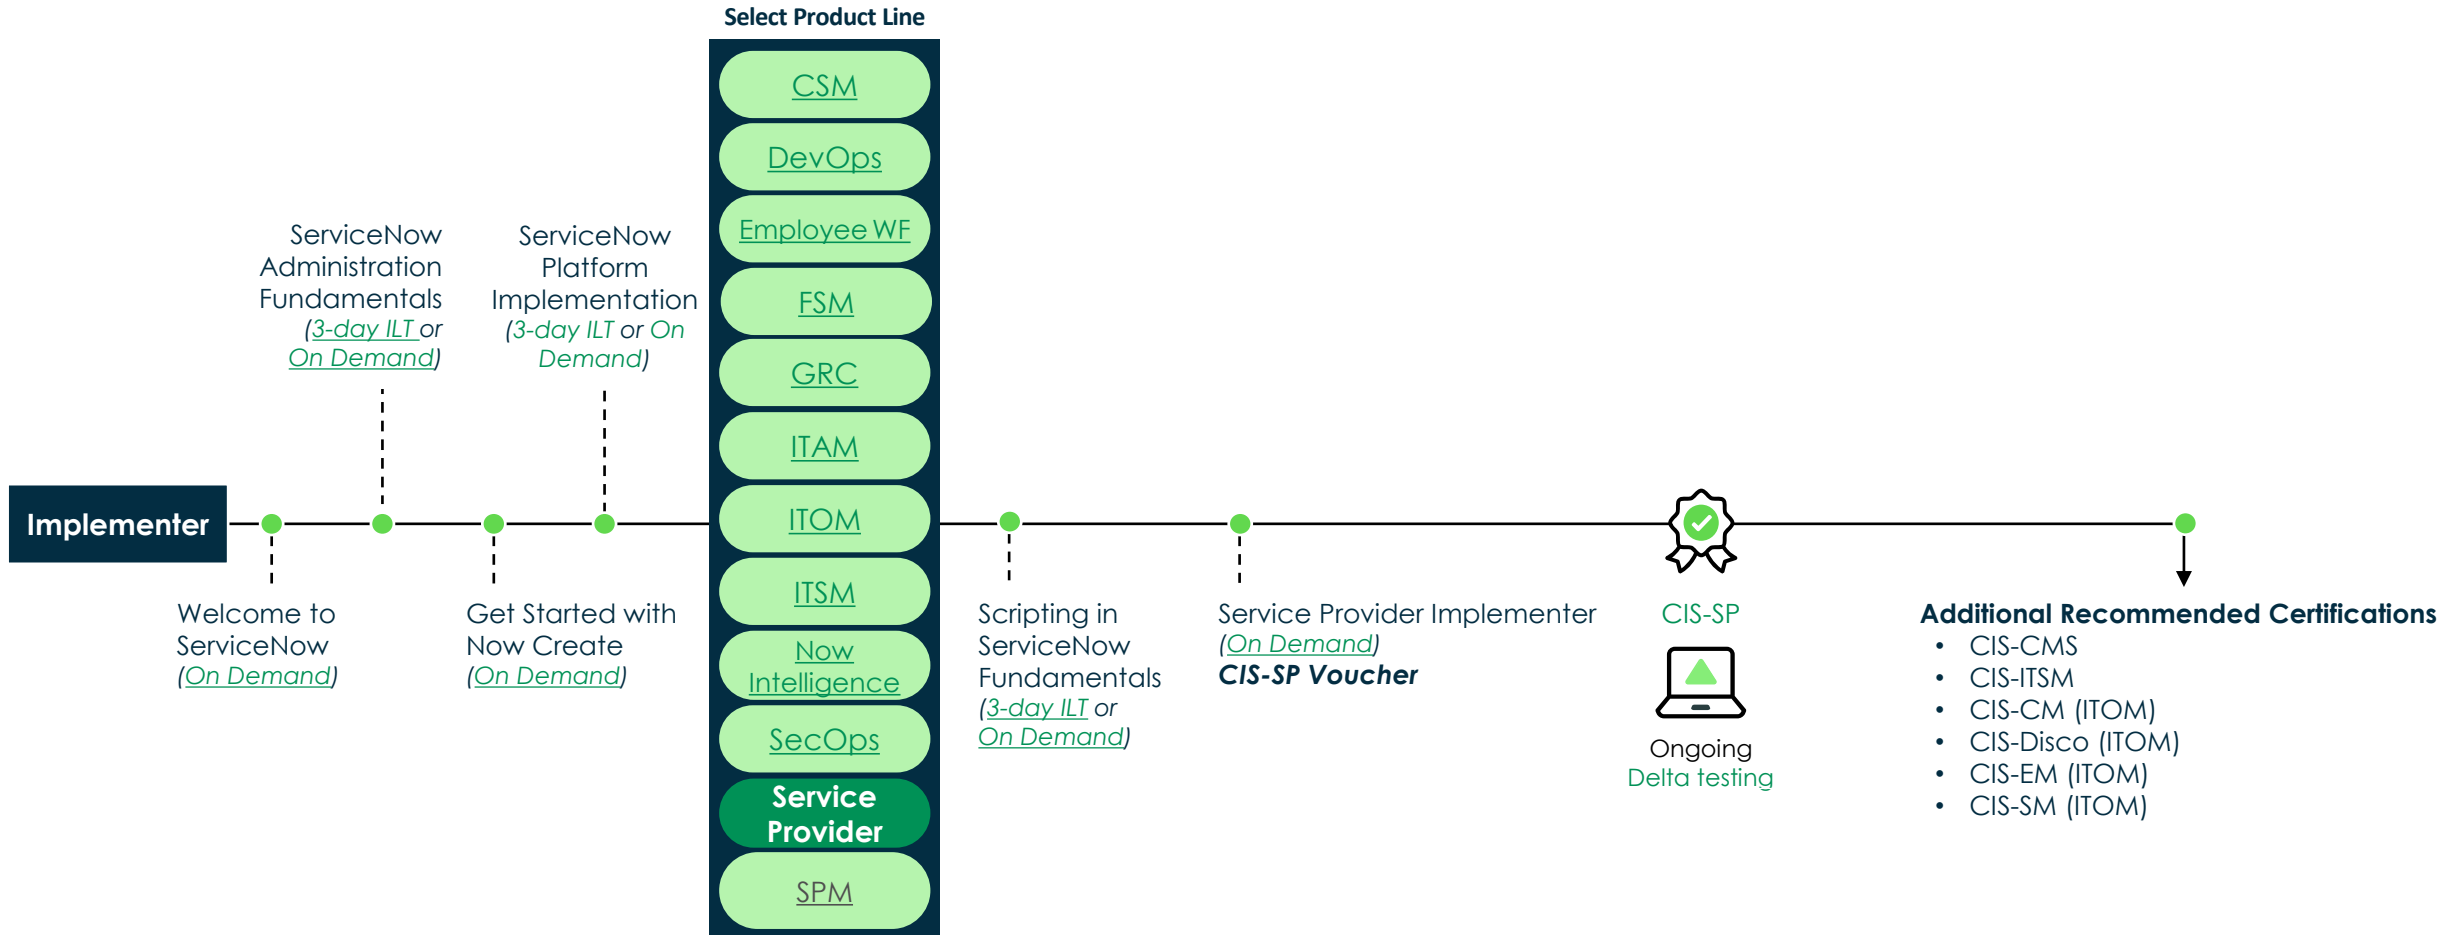 Select Product Line
CSM
DevOps
Employee WF
FSM
GRC
ITAM
ITOM
ITSM
Now
Intelligence
SecOps
Service
Provider
SPM
Implementer
ServiceNow
Administration
Fundamentals
(3-day ILT or
On Demand)
ServiceNow
Platform
Implementation
(3-day ILT or On
Demand)
Welcome to
ServiceNow
(On Demand)
Get Started with
Now Create
(On Demand)
Scripting in
ServiceNow
Fundamentals
(3-day ILT or
On Demand)
Service Provider Implementer
(On Demand)
CIS-SP Voucher
CIS-SP
Ongoing
Delta testing
Additional Recommended Certifications
• CIS-CMS
• CIS-ITSM
• CIS-CM (ITOM)
• CIS-Disco (ITOM)
• CIS-EM (ITOM)
• CIS-SM (ITOM)